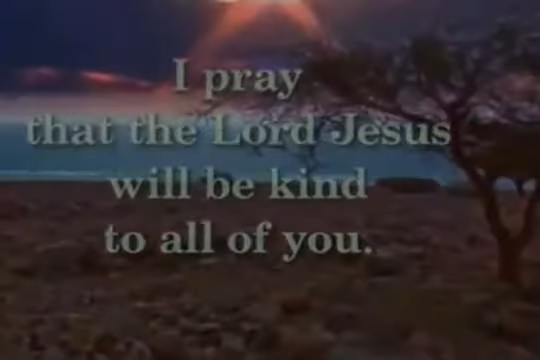 I pray
that the Lord Jesus
will be kind
to all of you.